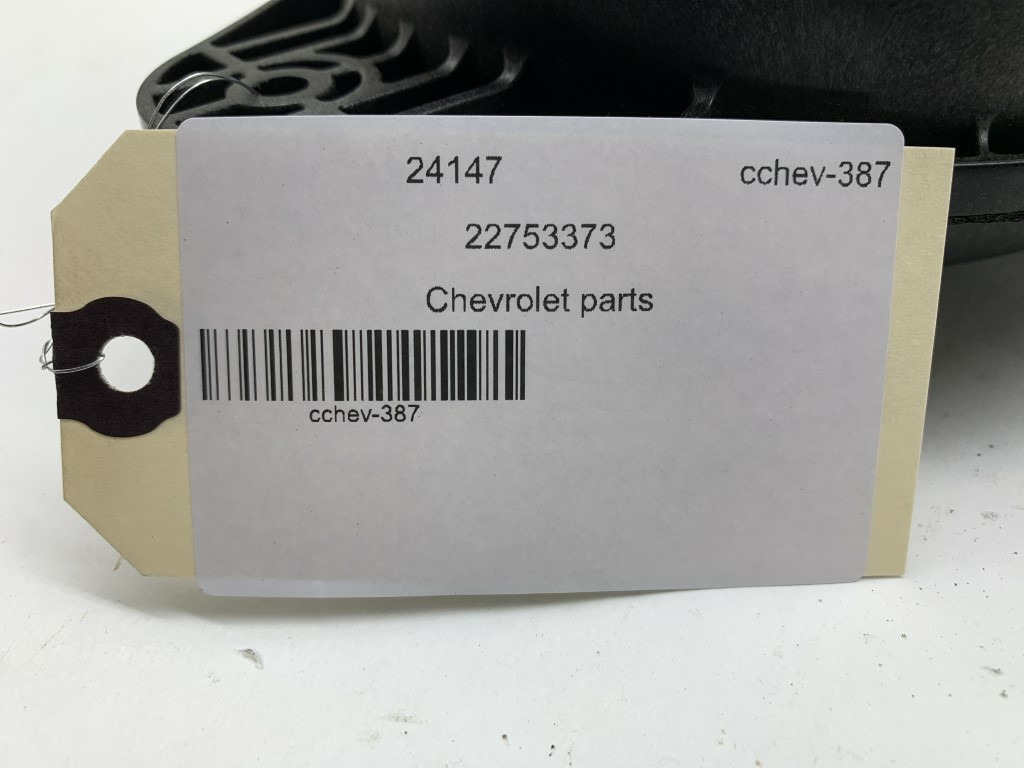 24147 cchev-387
22753373
Chevrolet parts
cchev-387